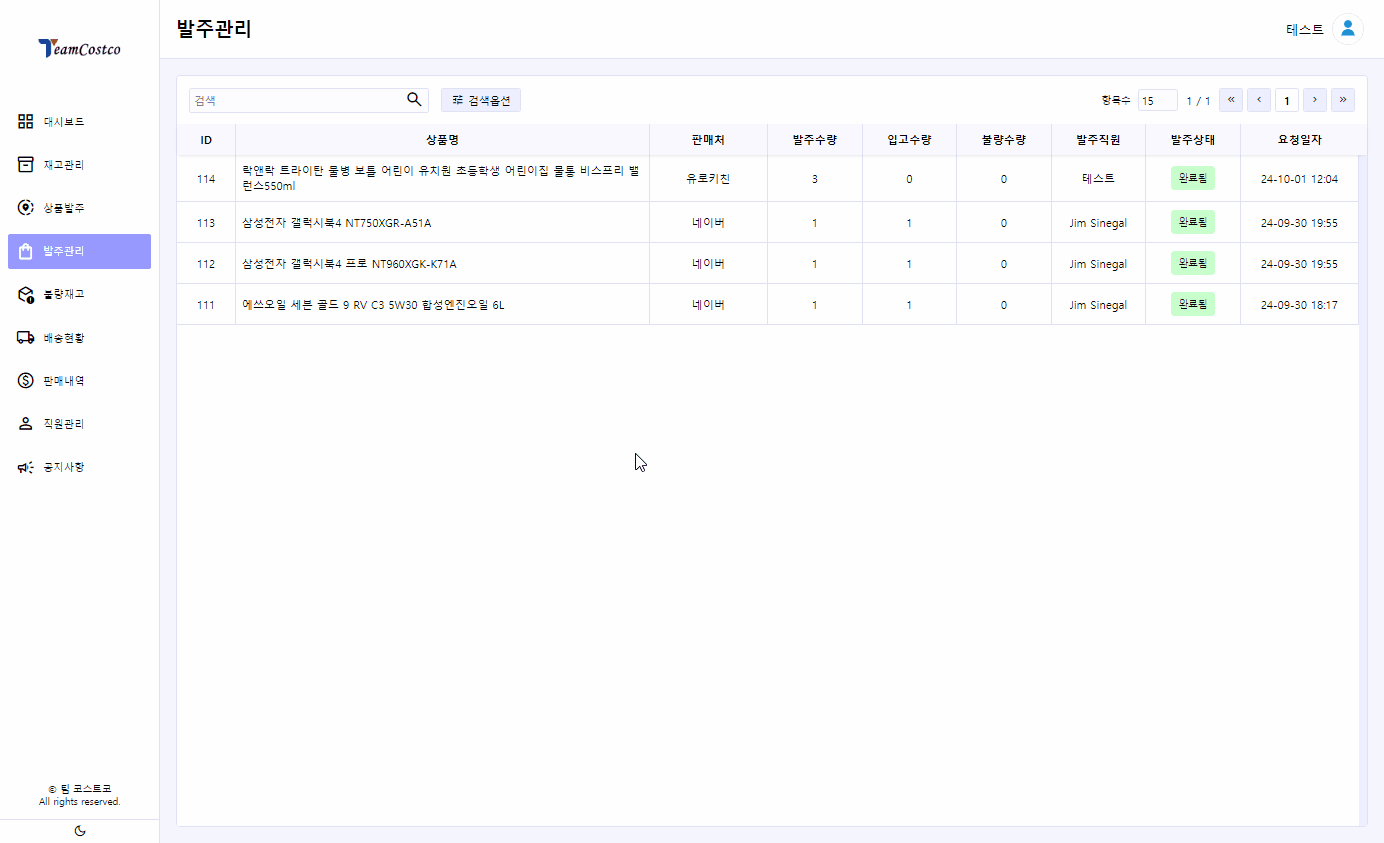 TeamCostco
대시보드
재고관리
상품발주
발주관리
불량재고
배송현황
판매내역
직원관리
공지사항
© 팀 코스트코
All rights reserved.
발주관리
테스트
검색
검색옵션
항목수 15 1 / 1 « ‹ 1 › »
ID 상품명 판매처 발주수량 입고수량 불량수량 발주직원 발주상태 요청일자
114 락앤락 트라이탄 물병 보틀 어린이 유치원 초등학생 어린이집 물통 비스프리 밸
런스550ml 유로키친 3 0 0 테스트 완료됨 24-10-01 12:04
113 삼성전자 갤럭시북4 NT750XGR-A51A 네이버 1 1 0 Jim Sinegal 완료됨 24-09-30 19:55
112 삼성전자 갤럭시북4 프로 NT960XGK-K71A 네이버 1 1 0 Jim Sinegal 완료됨 24-09-30 19:55
111 에쓰오일 세븐 골드 9 RV C3 5W30 합성엔진오일 6L 네이버 1 1 0 Jim Sinegal 완료됨 24-09-30 18:17